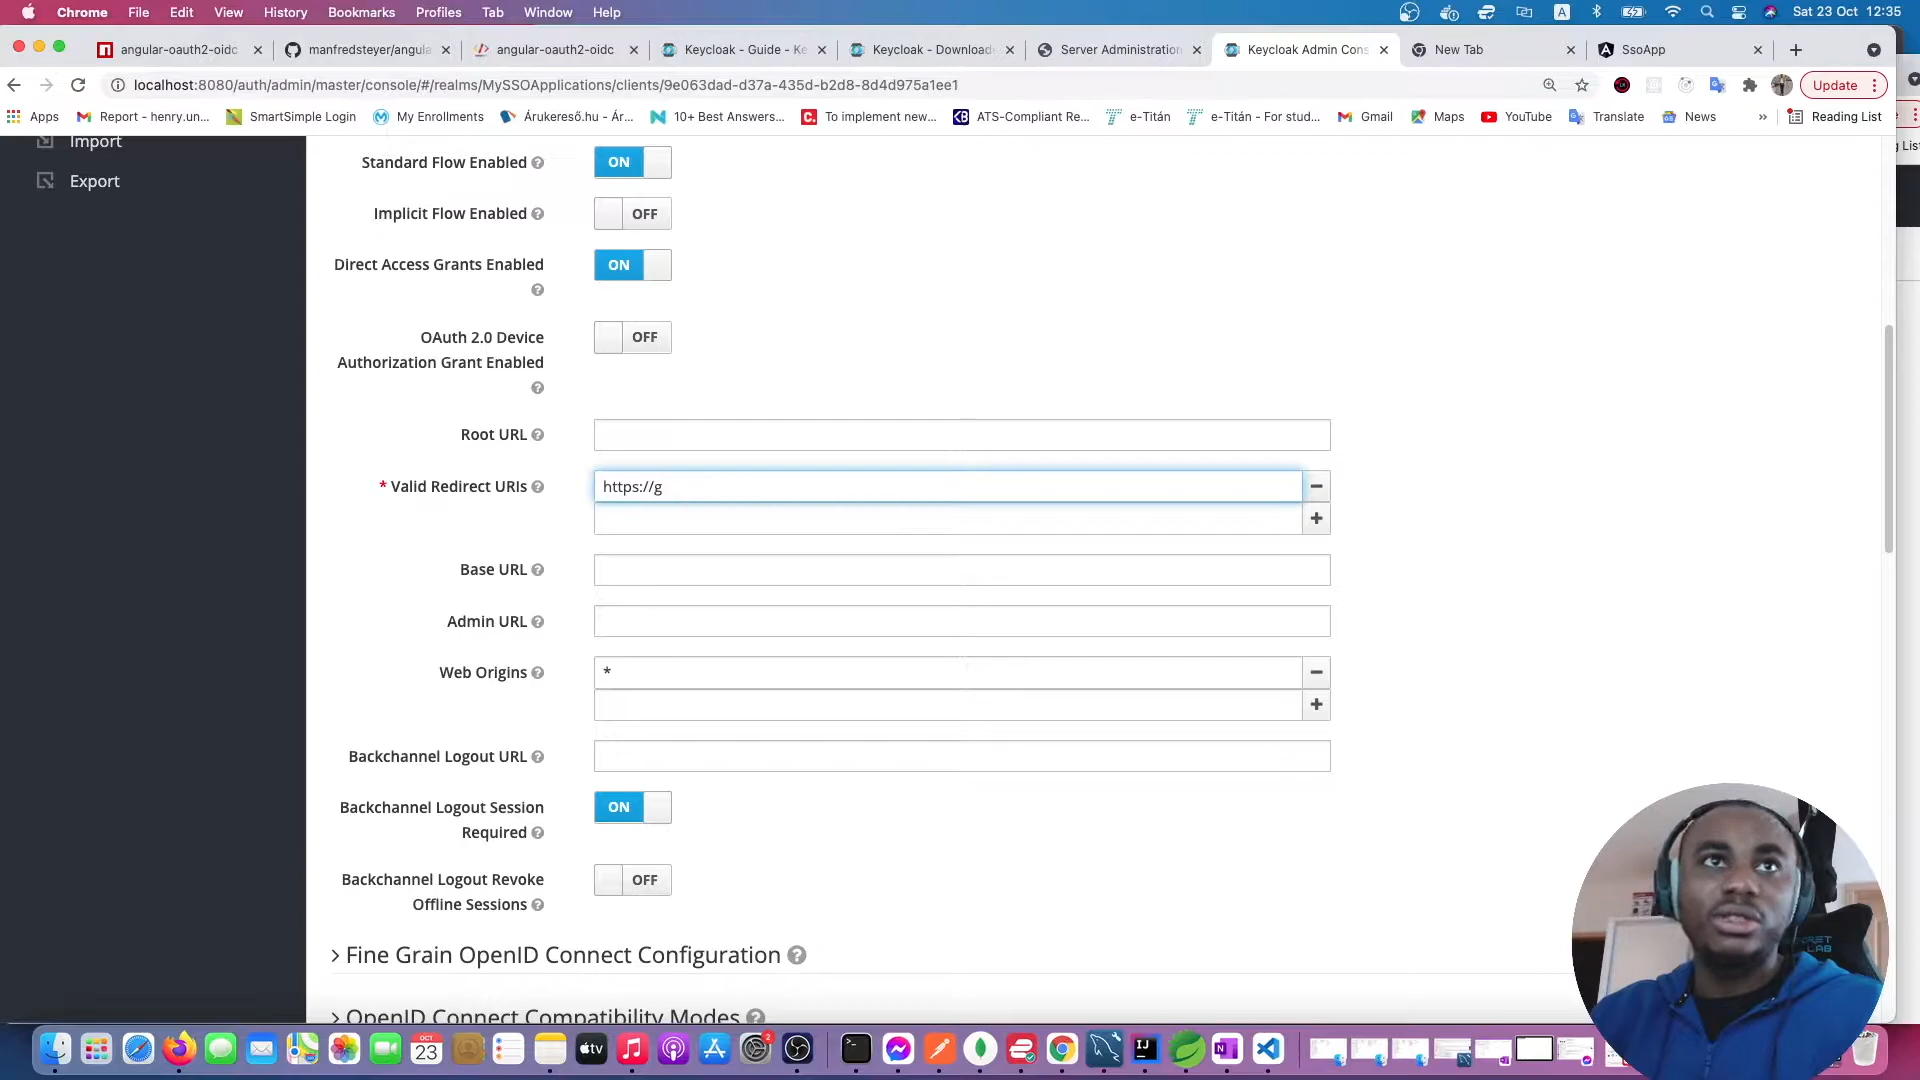 Chrome File Edit View History Bookmarks Profiles Tab Window Help
A
Sat 23 Oct 12:35
angular-oauth2-oidc
manfredsteyer/angula
angular-oauth2-oidc
Keycloak - Guide - Ke
Keycloak - Downloads
Server Administration
Keycloak Admin Cons
New Tab
SsoApp
localhost:8080/auth/admin/master/console/#/realms/MySSOApplications/clients/9e063dad-d37a-435d-b2d8-8d4d975a1ee1
Update
Apps
Report - henry.un...
SmartSimple Login
My Enrollments
Árukereső.hu - Ár...
10+ Best Answers...
To implement new...
ATS-Compliant Re...
e-Titán
e-Titán - For stud...
Gmail
Maps
YouTube
Translate
News
»
Reading List
g List
Import
Export
Standard Flow Enabled
ON
Implicit Flow Enabled
OFF
Direct Access Grants Enabled
ON
OAuth 2.0 Device
Authorization Grant Enabled
OFF
Root URL
* Valid Redirect URIs
https://g
Base URL
Admin URL
Web Origins
*
Backchannel Logout URL
Backchannel Logout Session
Required
ON
Backchannel Logout Revoke
Offline Sessions
OFF
Fine Grain OpenID Connect Configuration
OpenID Connect Compatibility Modes
OCT
23
tv
2
IJ
N